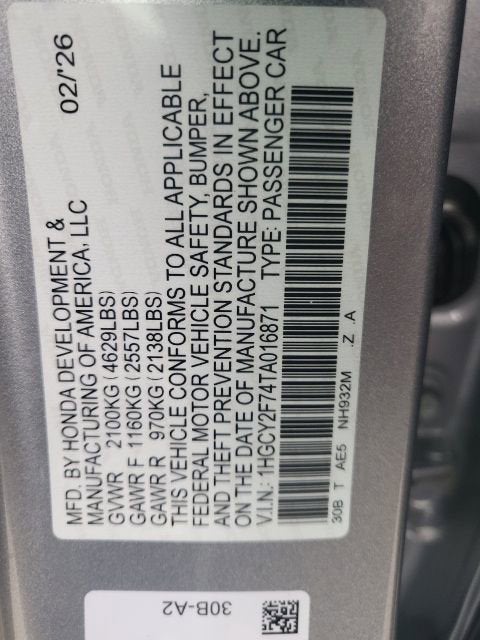 MFD. BY HONDA DEVELOPMENT & 02/'26
MANUFACTURING OF AMERICA, LLC
GVWR 2100KG (4629LBS)
GAWR F 1160KG (2557LBS)
GAWR R 970KG (2138LBS)
THIS VEHICLE CONFORMS TO ALL APPLICABLE
FEDERAL MOTOR VEHICLE SAFETY, BUMPER,
AND THEFT PREVENTION STANDARDS IN EFFECT
ON THE DATE OF MANUFACTURE SHOWN ABOVE.
V.I.N.: 1HGCY2F74TA016871 TYPE: PASSENGER CAR
30B T AE5 NH932M .Z .A
30B-A2